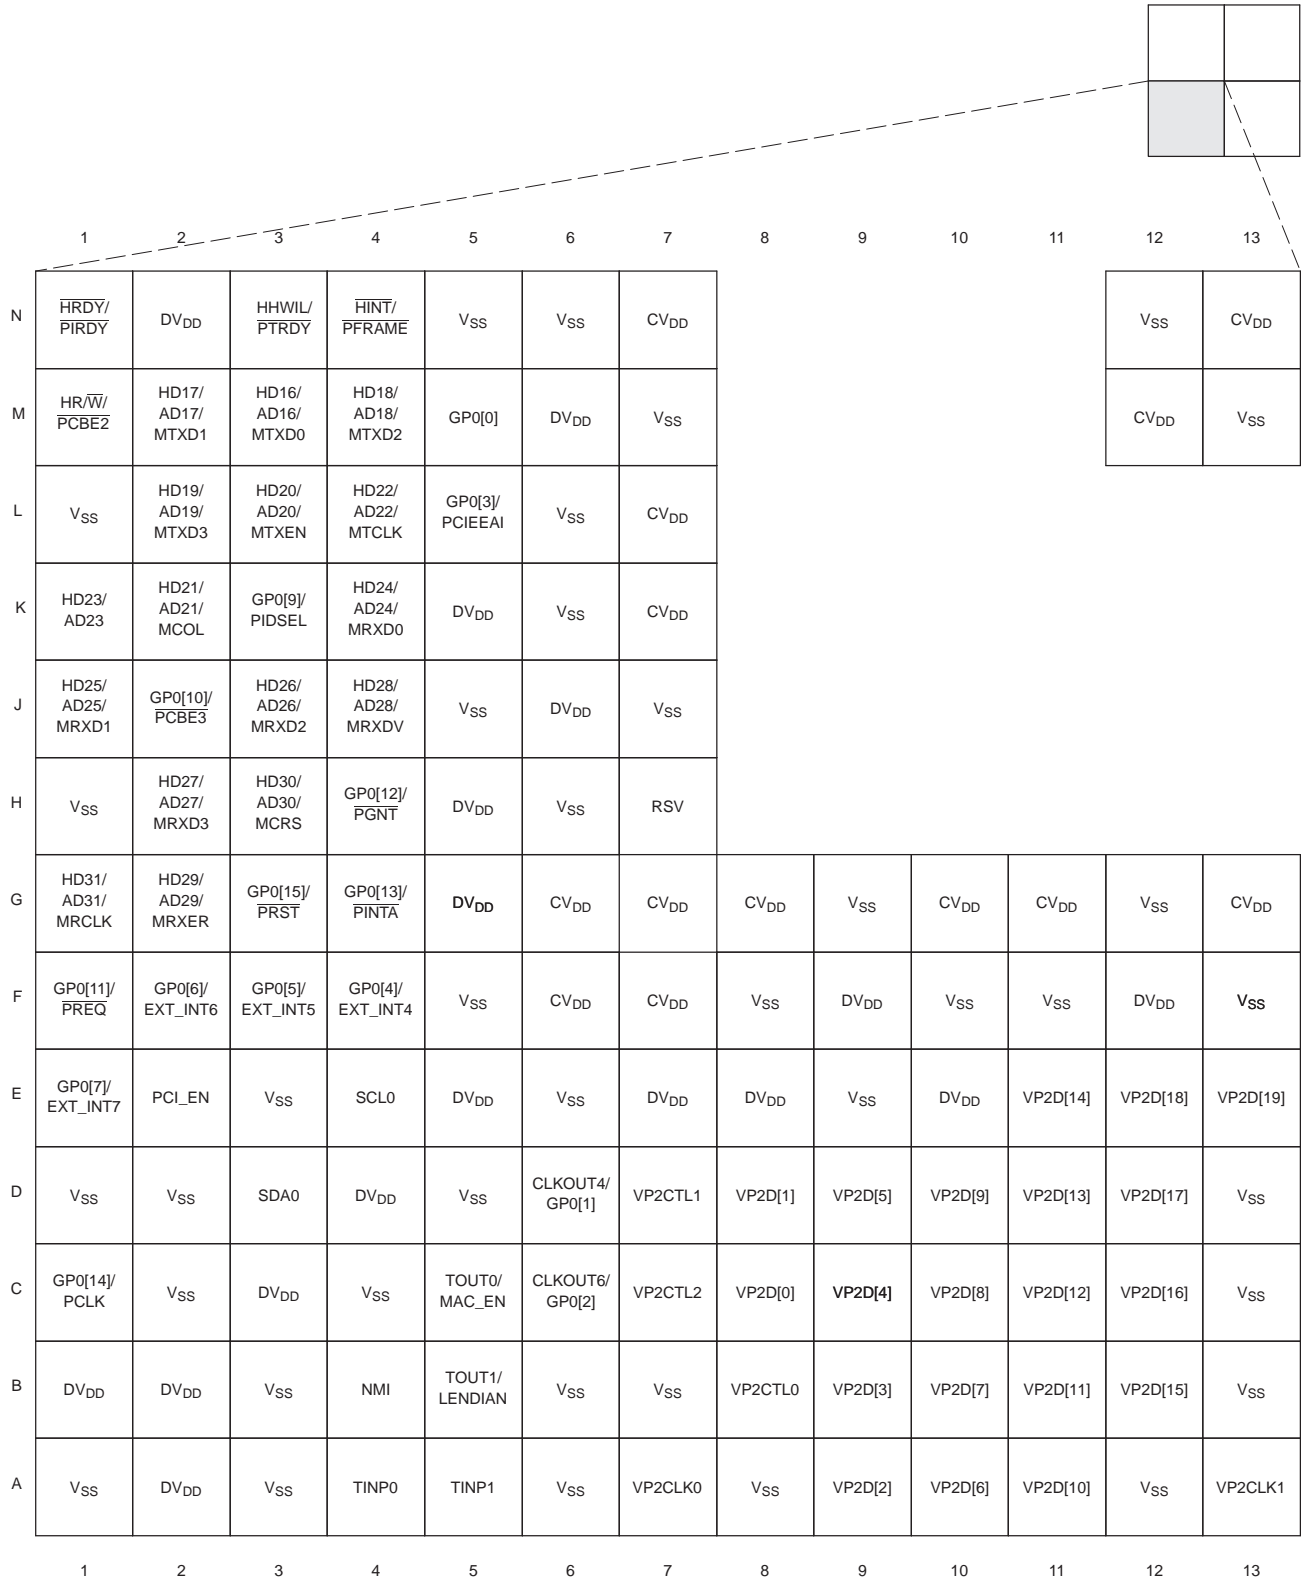 1 2 3 4 5 6 7 8 9 10 11 12 13
N HRDY/ PIRDY DVDD HHWIL/ PTRDY HINT/ PFRAME VSS VSS CVDD VSS CVDD
M HR/W/ PCBE2 HD17/ AD17/ MTXD1 HD16/ AD16/ MTXD0 HD18/ AD18/ MTXD2 GP0[0] DVDD VSS CVDD VSS
L VSS HD19/ AD19/ MTXD3 HD20/ AD20/ MTXEN HD22/ AD22/ MTCLK GP0[3]/ PCIEEAI VSS CVDD
K HD23/ AD23 HD21/ AD21/ MCOL GP0[9]/ PIDSEL HD24/ AD24/ MRXD0 DVDD VSS CVDD
J HD25/ AD25/ MRXD1 GP0[10]/ PCBE3 HD26/ AD26/ MRXD2 HD28/ AD28/ MRXDV VSS DVDD VSS
H VSS HD27/ AD27/ MRXD3 HD30/ AD30/ MCRS GP0[12]/ PGNT DVDD VSS RSV
G HD31/ AD31/ MRCLK HD29/ AD29/ MRXER GP0[15]/ PRST GP0[13]/ PINTA DVDD CVDD CVDD CVDD VSS CVDD CVDD VSS CVDD
F GP0[11]/ PREQ GP0[6]/ EXT_INT6 GP0[5]/ EXT_INT5 GP0[4]/ EXT_INT4 VSS CVDD CVDD VSS DVDD VSS VSS DVDD VSS
E GP0[7]/ EXT_INT7 PCI_EN VSS SCL0 DVDD VSS DVDD DVDD VSS DVDD VP2D[14] VP2D[18] VP2D[19]
D VSS VSS SDA0 DVDD VSS CLKOUT4/ GP0[1] VP2CTL1 VP2D[1] VP2D[5] VP2D[9] VP2D[13] VP2D[17] VSS
C GP0[14]/ PCLK VSS DVDD VSS TOUT0/ MAC_EN CLKOUT6/ GP0[2] VP2CTL2 VP2D[0] VP2D[4] VP2D[8] VP2D[12] VP2D[16] VSS
B DVDD DVDD VSS NMI TOUT1/ LENDIAN VSS VSS VP2CTL0 VP2D[3] VP2D[7] VP2D[11] VP2D[15] VSS
A VSS DVDD VSS TINP0 TINP1 VSS VP2CLK0 VSS VP2D[2] VP2D[6] VP2D[10] VSS VP2CLK1
1 2 3 4 5 6 7 8 9 10 11 12 13